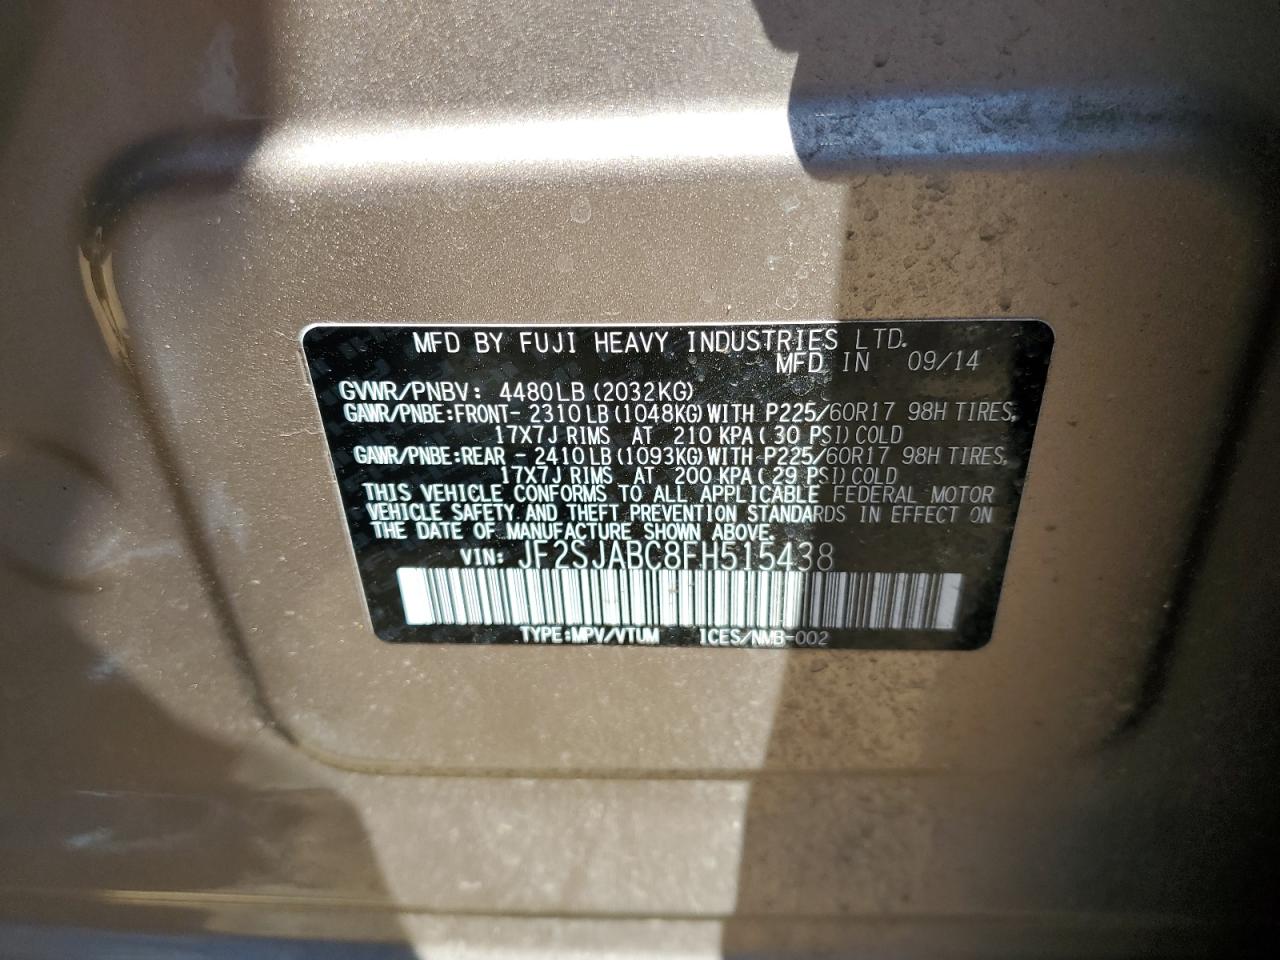 MFD BY FUJI HEAVY INDUSTRIES LTD.
MFD IN 09/14
GVWR/PNBV: 4480LB(2032KG)
GAWR/PNBE:FRONT- 2310LB(1048KG)WITH P225/60R17 98H TIRES,
17X7J RIMS AT 210 KPA(30 PSI)COLD
GAWR/PNBE:REAR - 2410LB(1093KG)WITH P225/60R17 98H TIRES,
17X7J RIMS AT 200 KPA(29 PSI)COLD
THIS VEHICLE CONFORMS TO ALL APPLICABLE FEDERAL MOTOR
VEHICLE SAFETY AND THEFT PREVENTION STANDARDS IN EFFECT ON
THE DATE OF MANUFACTURE SHOWN ABOVE.
VIN: JF2SJABC8FH515438
TYPE:MPV/VTUM ICES/NMB-002